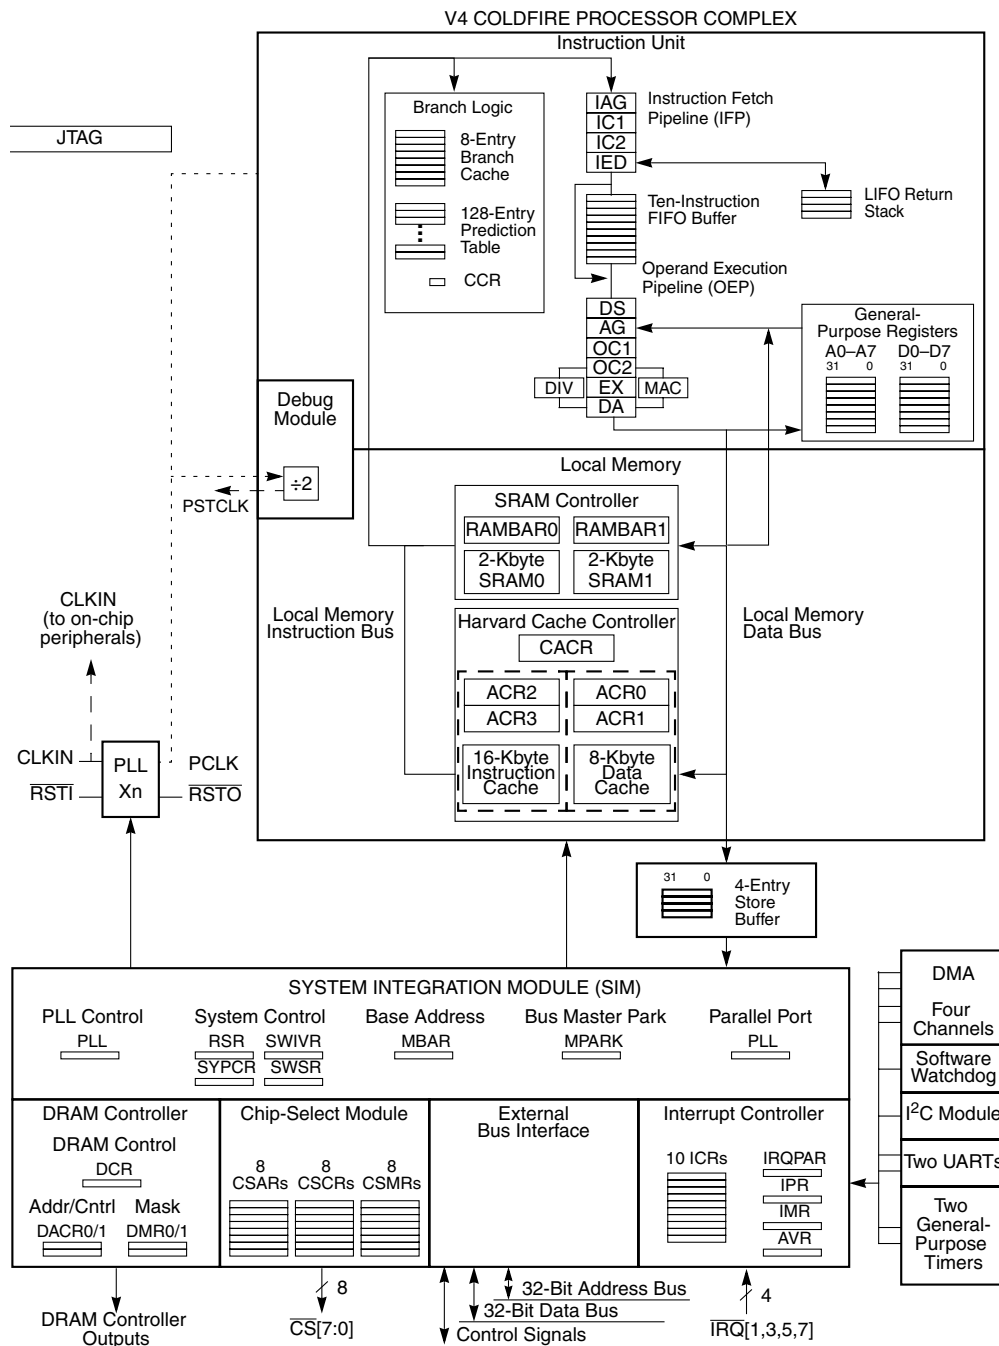 V4 COLDFIRE PROCESSOR COMPLEX
Instruction Unit
JTAG
Branch Logic
8-Entry
Branch
Cache
128-Entry
Prediction
Table
CCR
IAG
IC1
IC2
IED
Instruction Fetch
Pipeline (IFP)
Ten-Instruction
FIFO Buffer
LIFO Return
Stack
Operand Execution
Pipeline (OEP)
DS
AG
OC1
OC2
EX
DA
DIV
MAC
General-
Purpose Registers
A0–A7 D0–D7
31 0 31 0
Debug
Module
÷2
PSTCLK
Local Memory
SRAM Controller
RAMBAR0 RAMBAR1
2-Kbyte
SRAM0
2-Kbyte
SRAM1
Local Memory
Instruction Bus
Local Memory
Data Bus
Harvard Cache Controller
CACR
ACR2 ACR0
ACR3 ACR1
16-Kbyte
Instruction
Cache
8-Kbyte
Data
Cache
CLKIN
(to on-chip
peripherals)
CLKIN
RSTI
PLL
Xn
PCLK
RSTO
31 0
4-Entry
Store
Buffer
SYSTEM INTEGRATION MODULE (SIM)
PLL Control
PLL
System Control
RSR SWIVR
SYPCR SWSR
Base Address
MBAR
Bus Master Park
MPARK
Parallel Port
PLL
DRAM Controller
DRAM Control
DCR
Addr/Cntrl Mask
DACR0/1 DMR0/1
Chip-Select Module
8
CSARs
8
CSCRs
8
CSMRs
External
Bus Interface
Interrupt Controller
10 ICRs
IRQPAR
IPR
IMR
AVR
DMA
Four
Channels
Software
Watchdog
I²C Module
Two UARTs
Two
General-
Purpose
Timers
DRAM Controller
Outputs
8
CS[7:0]
32-Bit Address Bus
32-Bit Data Bus
Control Signals
4
IRQ[1,3,5,7]